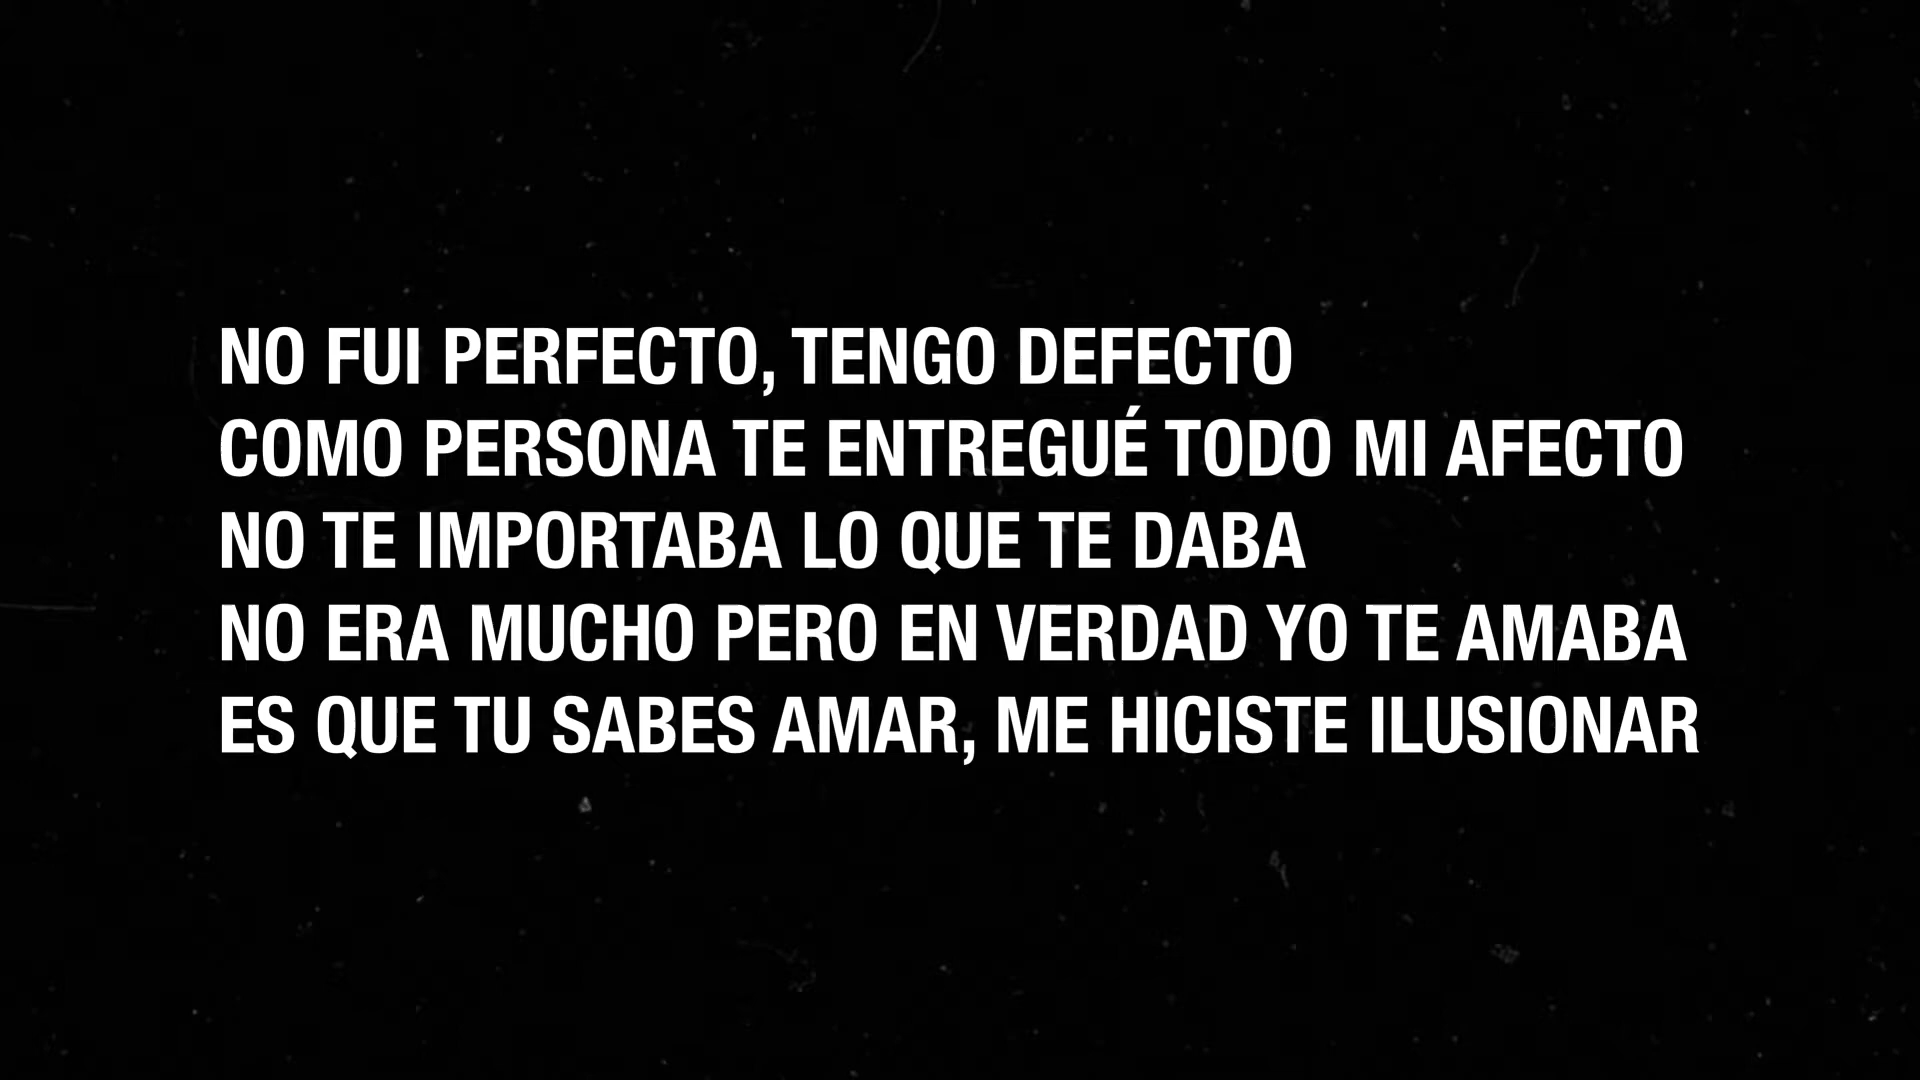 NO FUI PERFECTO, TENGO DEFECTO
COMO PERSONA TE ENTREGUÉ TODO MI AFECTO
NO TE IMPORTABA LO QUE TE DABA
NO ERA MUCHO PERO EN VERDAD YO TE AMABA
ES QUE TU SABES AMAR, ME HICISTE ILUSIONAR